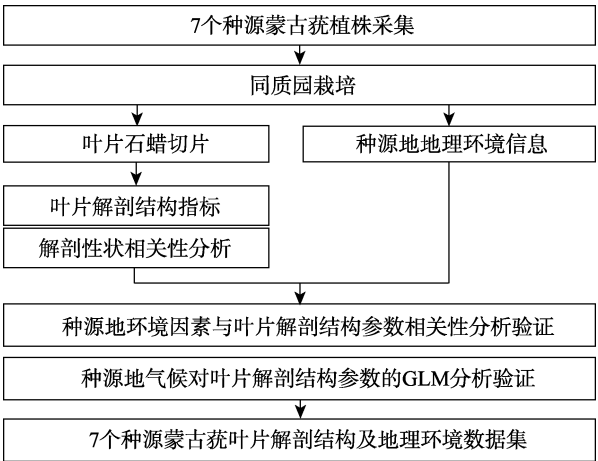 7个种源蒙古莸植株采集
同质园栽培
叶片石蜡切片
种源地地理环境信息
叶片解剖结构指标
解剖性状相关性分析
种源地环境因素与叶片解剖结构参数相关性分析验证
种源地气候对叶片解剖结构参数的GLM分析验证
7个种源蒙古莸叶片解剖结构及地理环境数据集